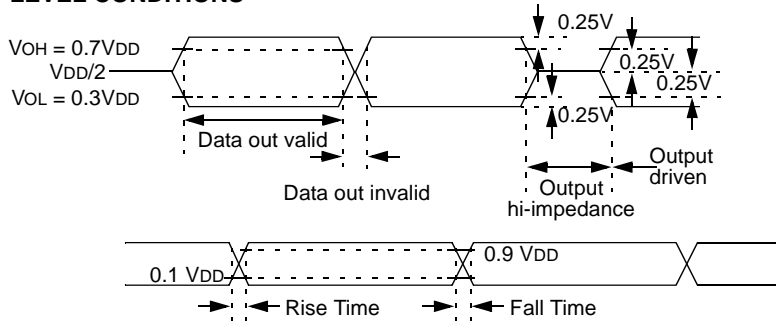 LEVEL CONDITIONS
0.25V
VOH = 0.7VDD
VDD/2
0.25V
0.25V
VOL = 0.3VDD
0.25V
Data out valid
Data out invalid
Output
hi-impedance
Output
driven
0.1 VDD
0.9 VDD
Rise Time
Fall Time